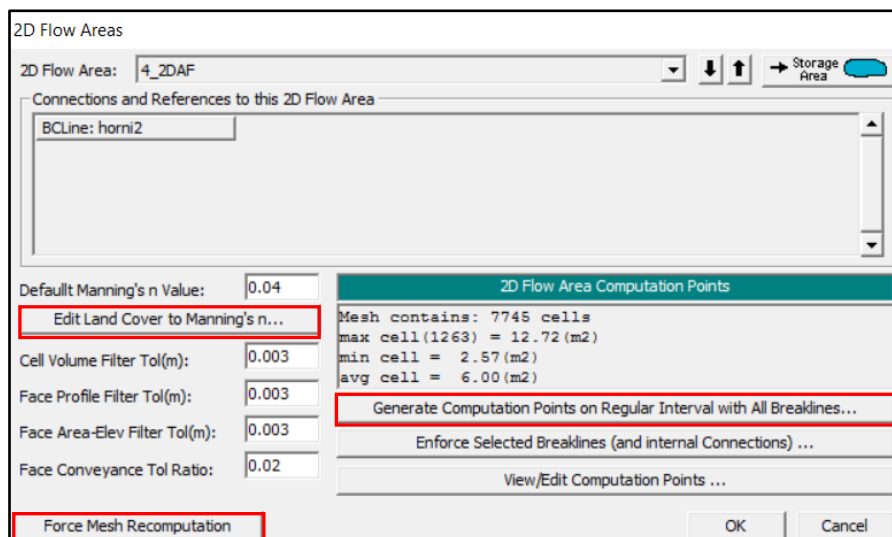 2D Flow Areas
2D Flow Area: 4_2DAF
Storage
Area
Connections and References to this 2D Flow Area
BCLine: horni2
Defaullt Manning's n Value: 0.04
Edit Land Cover to Manning's n...
Cell Volume Filter Tol(m): 0.003
Face Profile Filter Tol(m): 0.003
Face Area-Elev Filter Tol(m): 0.003
Face Conveyance Tol Ratio: 0.02
Force Mesh Recomputation
2D Flow Area Computation Points
Mesh contains: 7745 cells
max cell(1263) = 12.72(m2)
min cell = 2.57(m2)
avg cell = 6.00(m2)
Generate Computation Points on Regular Interval with All Breaklines...
Enforce Selected Breaklines (and internal Connections) ...
View/Edit Computation Points ...
OK
Cancel